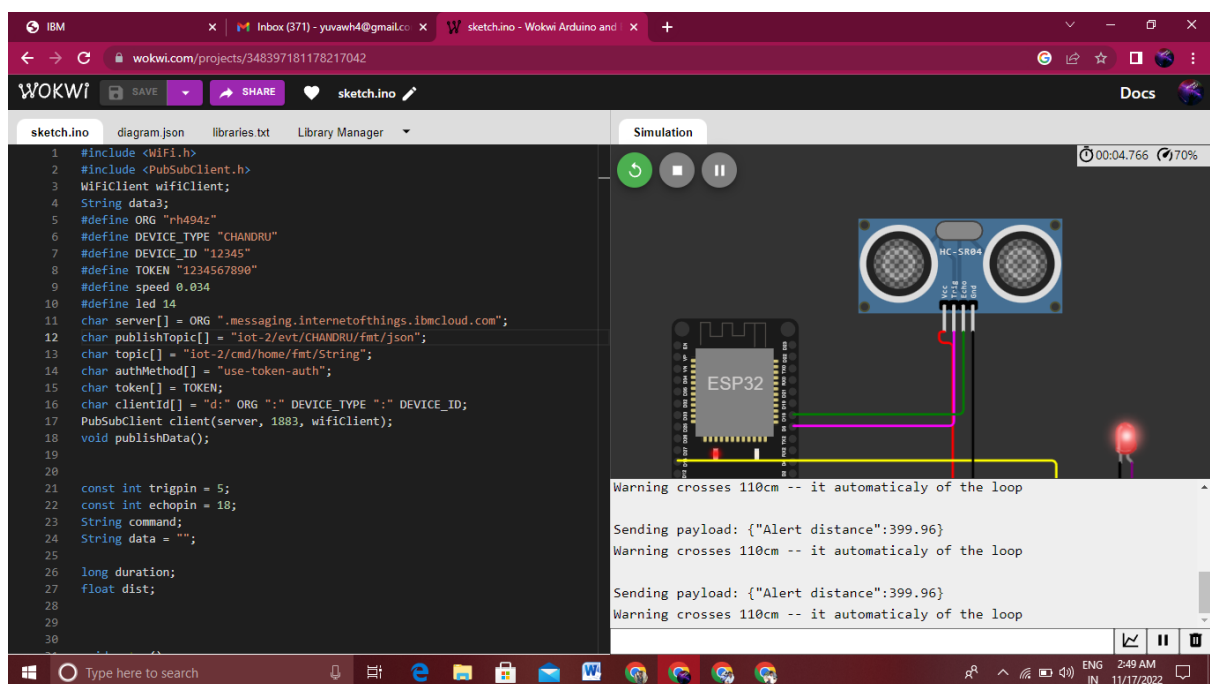 IBM
Inbox (371) - yuvawh4@gmail.co
sketch.ino - Wokwi Arduino and
wokwi.com/projects/348397181178217042
WOKWI SAVE SHARE sketch.ino Docs
sketch.ino diagram.json libraries.txt Library Manager
Simulation
1 #include <WiFi.h>
2 #include <PubSubClient.h>
3 WiFiClient wifiClient;
4 String data3;
5 #define ORG "rh494z"
6 #define DEVICE_TYPE "CHANDRU"
7 #define DEVICE_ID "12345"
8 #define TOKEN "1234567890"
9 #define speed 0.034
10 #define led 14
11 char server[] = ORG ".messaging.internetofthings.ibmcloud.com";
12 char publishTopic[] = "iot-2/evt/CHANDRU/fmt/json";
13 char topic[] = "iot-2/cmd/home/fmt/String";
14 char authMethod[] = "use-token-auth";
15 char token[] = TOKEN;
16 char clientId[] = "d:" ORG ":" DEVICE_TYPE ":" DEVICE_ID;
17 PubSubClient client(server, 1883, wifiClient);
18 void publishData();
19
20
21 const int trigpin = 5;
22 const int echopin = 18;
23 String command;
24 String data = "";
25
26 long duration;
27 float dist;
28
29
30
00:04.766 70%
HC-SR04
Vcc
Trig
Echo
Gnd
ESP32
Warning crosses 110cm -- it automaticaly of the loop
Sending payload: {"Alert distance":399.96}
Warning crosses 110cm -- it automaticaly of the loop
Sending payload: {"Alert distance":399.96}
Warning crosses 110cm -- it automaticaly of the loop
Type here to search
ENG
IN
2:49 AM
11/17/2022